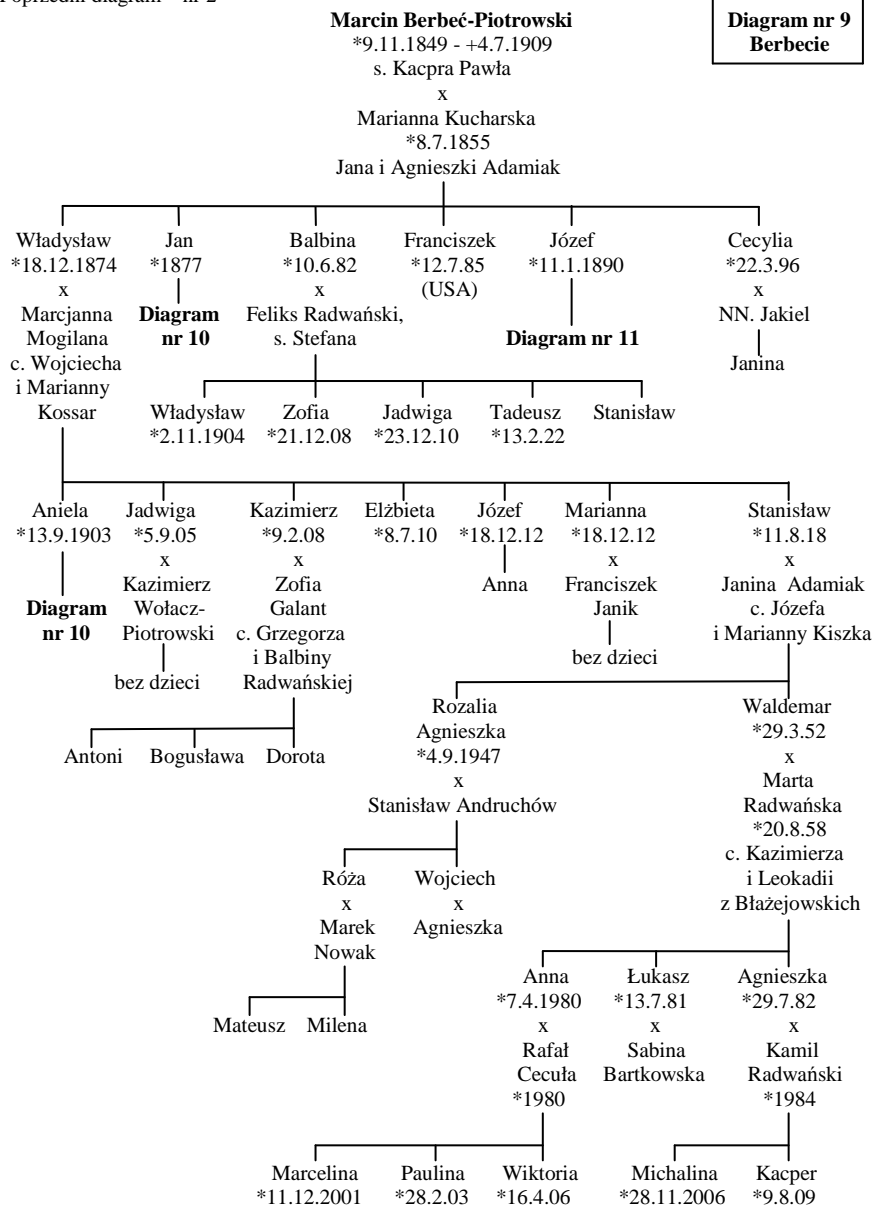 Poprzedni diagram – nr 2
Diagram nr 9
Berbecie
Marcin Berbeć-Piotrowski
*9.11.1849 - +4.7.1909
s. Kacpra Pawła
x
Marianna Kucharska
*8.7.1855
Jana i Agnieszki Adamiak
Władysław
*18.12.1874
x
Marcjanna
Mogilana
c. Wojciecha
i Marianny
Kossar
Jan
*1877
Diagram
nr 10
Balbina
*10.6.82
x
Feliks Radwański,
s. Stefana
Franciszek
*12.7.85
(USA)
Józef
*11.1.1890
Diagram nr 11
Cecylia
*22.3.96
x
NN. Jakiel
Janina
Władysław
*2.11.1904
Zofia
*21.12.08
Jadwiga
*23.12.10
Tadeusz
*13.2.22
Stanisław
Aniela
*13.9.1903
Diagram
nr 10
Jadwiga
*5.9.05
x
Kazimierz
Wołacz-
Piotrowski
bez dzieci
Kazimierz
*9.2.08
x
Zofia
Galant
c. Grzegorza
i Balbiny
Radwańskiej
Elżbieta
*8.7.10
Józef
*18.12.12
Anna
Marianna
*18.12.12
x
Franciszek
Janik
bez dzieci
Stanisław
*11.8.18
x
Janina Adamiak
c. Józefa
i Marianny Kiszka
Antoni
Bogusława
Dorota
Rozalia
Agnieszka
*4.9.1947
x
Stanisław Andruchów
Waldemar
*29.3.52
x
Marta
Radwańska
*20.8.58
c. Kazimierza
i Leokadii
z Błażejowskich
Róża
x
Marek
Nowak
Wojciech
x
Agnieszka
Mateusz
Milena
Anna
*7.4.1980
x
Rafał
Cecuła
*1980
Łukasz
*13.7.81
x
Sabina
Bartkowska
Agnieszka
*29.7.82
x
Kamil
Radwański
*1984
Marcelina
*11.12.2001
Paulina
*28.2.03
Wiktoria
*16.4.06
Michalina
*28.11.2006
Kacper
*9.8.09